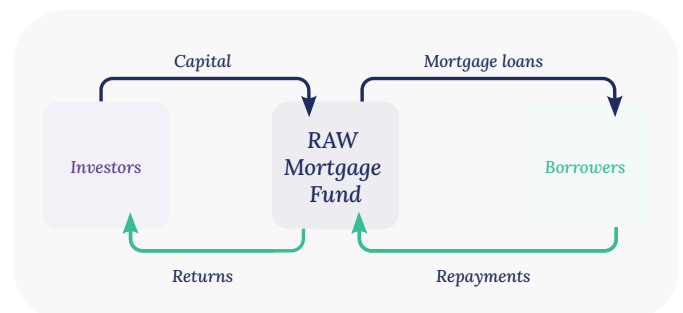 Capital
Mortgage loans
Investors
RAW
Mortgage
Fund
Borrowers
Returns
Repayments